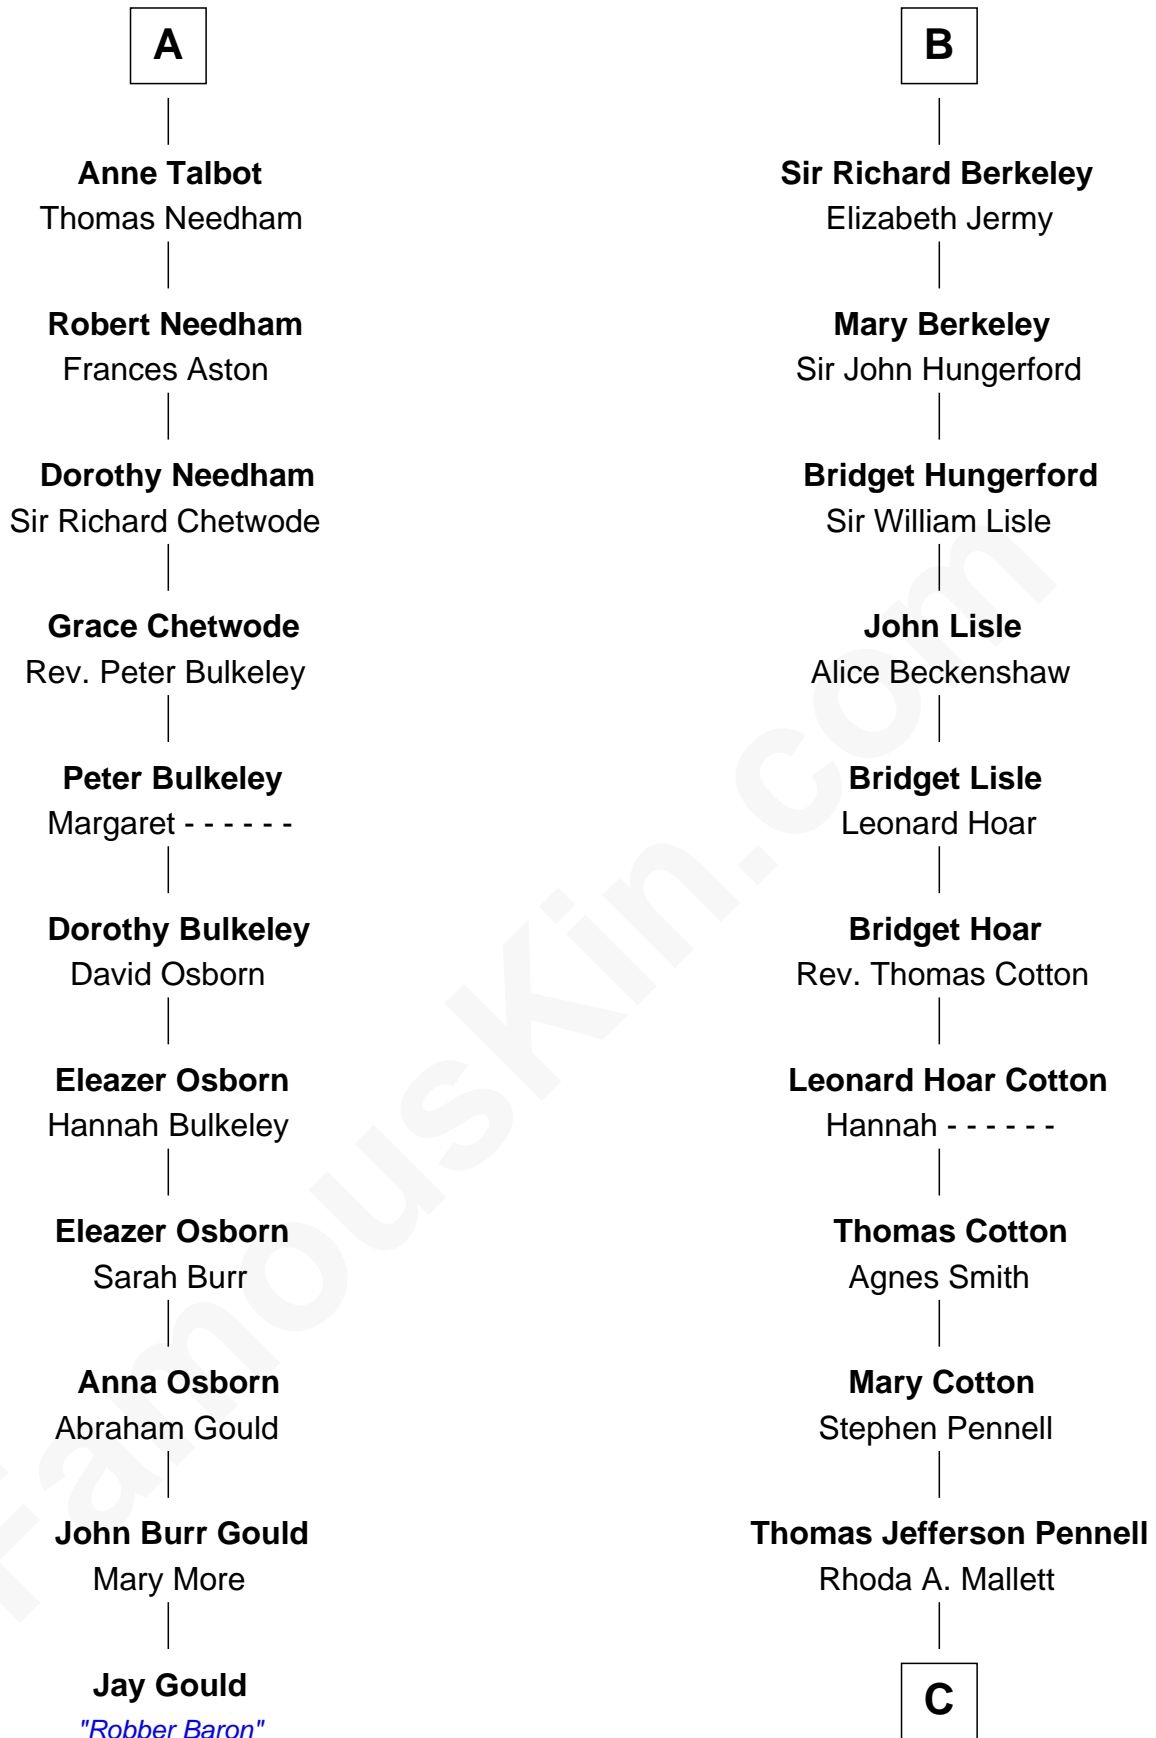 A
Anne Talbot
Thomas Needham
Robert Needham
Frances Aston
Dorothy Needham
Sir Richard Chetwode
Grace Chetwode
Rev. Peter Bulkeley
Peter Bulkeley
Margaret - - - - - -
Dorothy Bulkeley
David Osborn
Eleazer Osborn
Hannah Bulkeley
Eleazer Osborn
Sarah Burr
Anna Osborn
Abraham Gould
John Burr Gould
Mary More
Jay Gould
"Robber Baron"
B
Sir Richard Berkeley
Elizabeth Jermy
Mary Berkeley
Sir John Hungerford
Bridget Hungerford
Sir William Lisle
John Lisle
Alice Beckenshaw
Bridget Lisle
Leonard Hoar
Bridget Hoar
Rev. Thomas Cotton
Leonard Hoar Cotton
Hannah - - - - - -
Thomas Cotton
Agnes Smith
Mary Cotton
Stephen Pennell
Thomas Jefferson Pennell
Rhoda A. Mallett
C
FamousKin.com